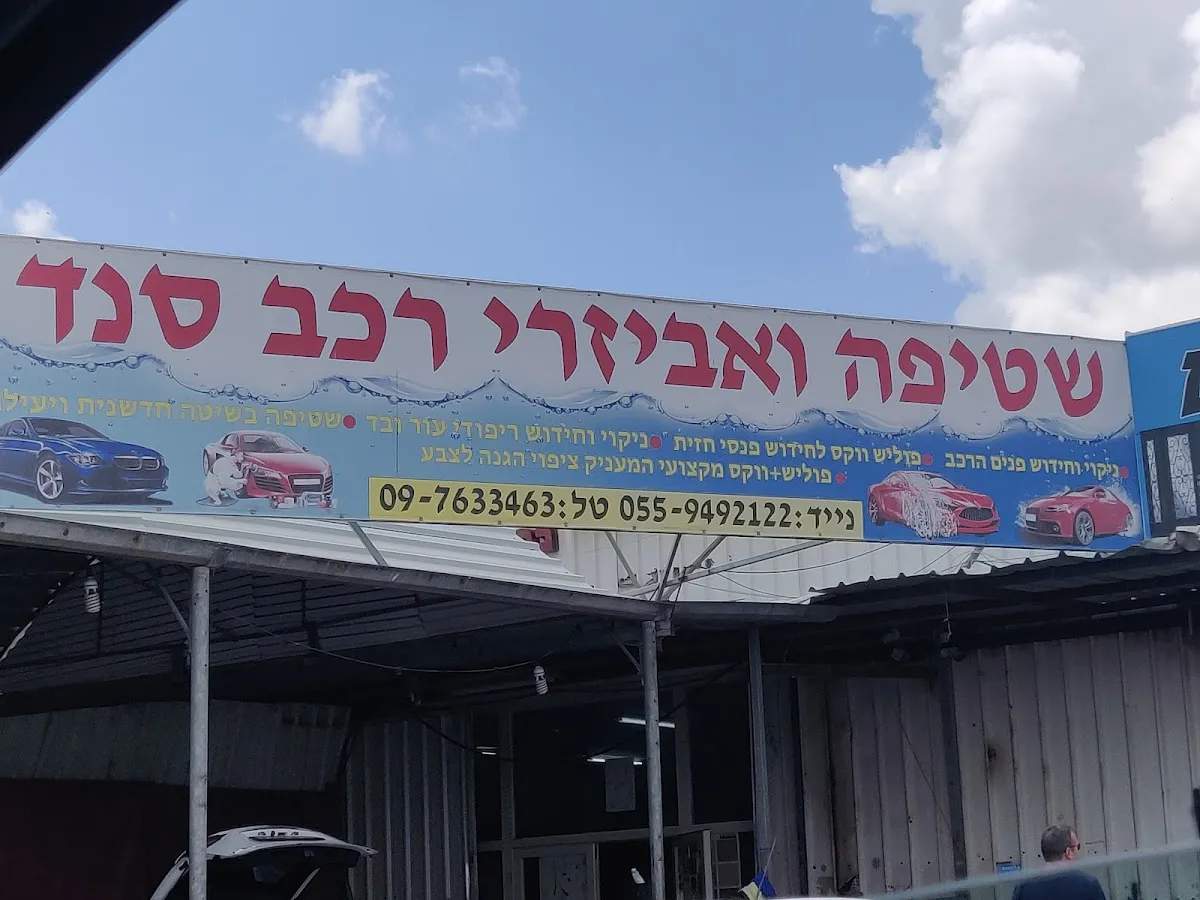 שטיפה ואביזרי רכב סנד
●ניקוי וחידוש פנים הרכב ●פוליש ווקס לחידוש פנסי חזית ●ניקוי וחידוש ריפודי עור ובד ●שטיפה בשיטה חדשנית ויעילה
●פוליש+ווקס מקצועי המעניק ציפוי הגנה לצבע
נייד: 055-9492122 טל: 09-7633463